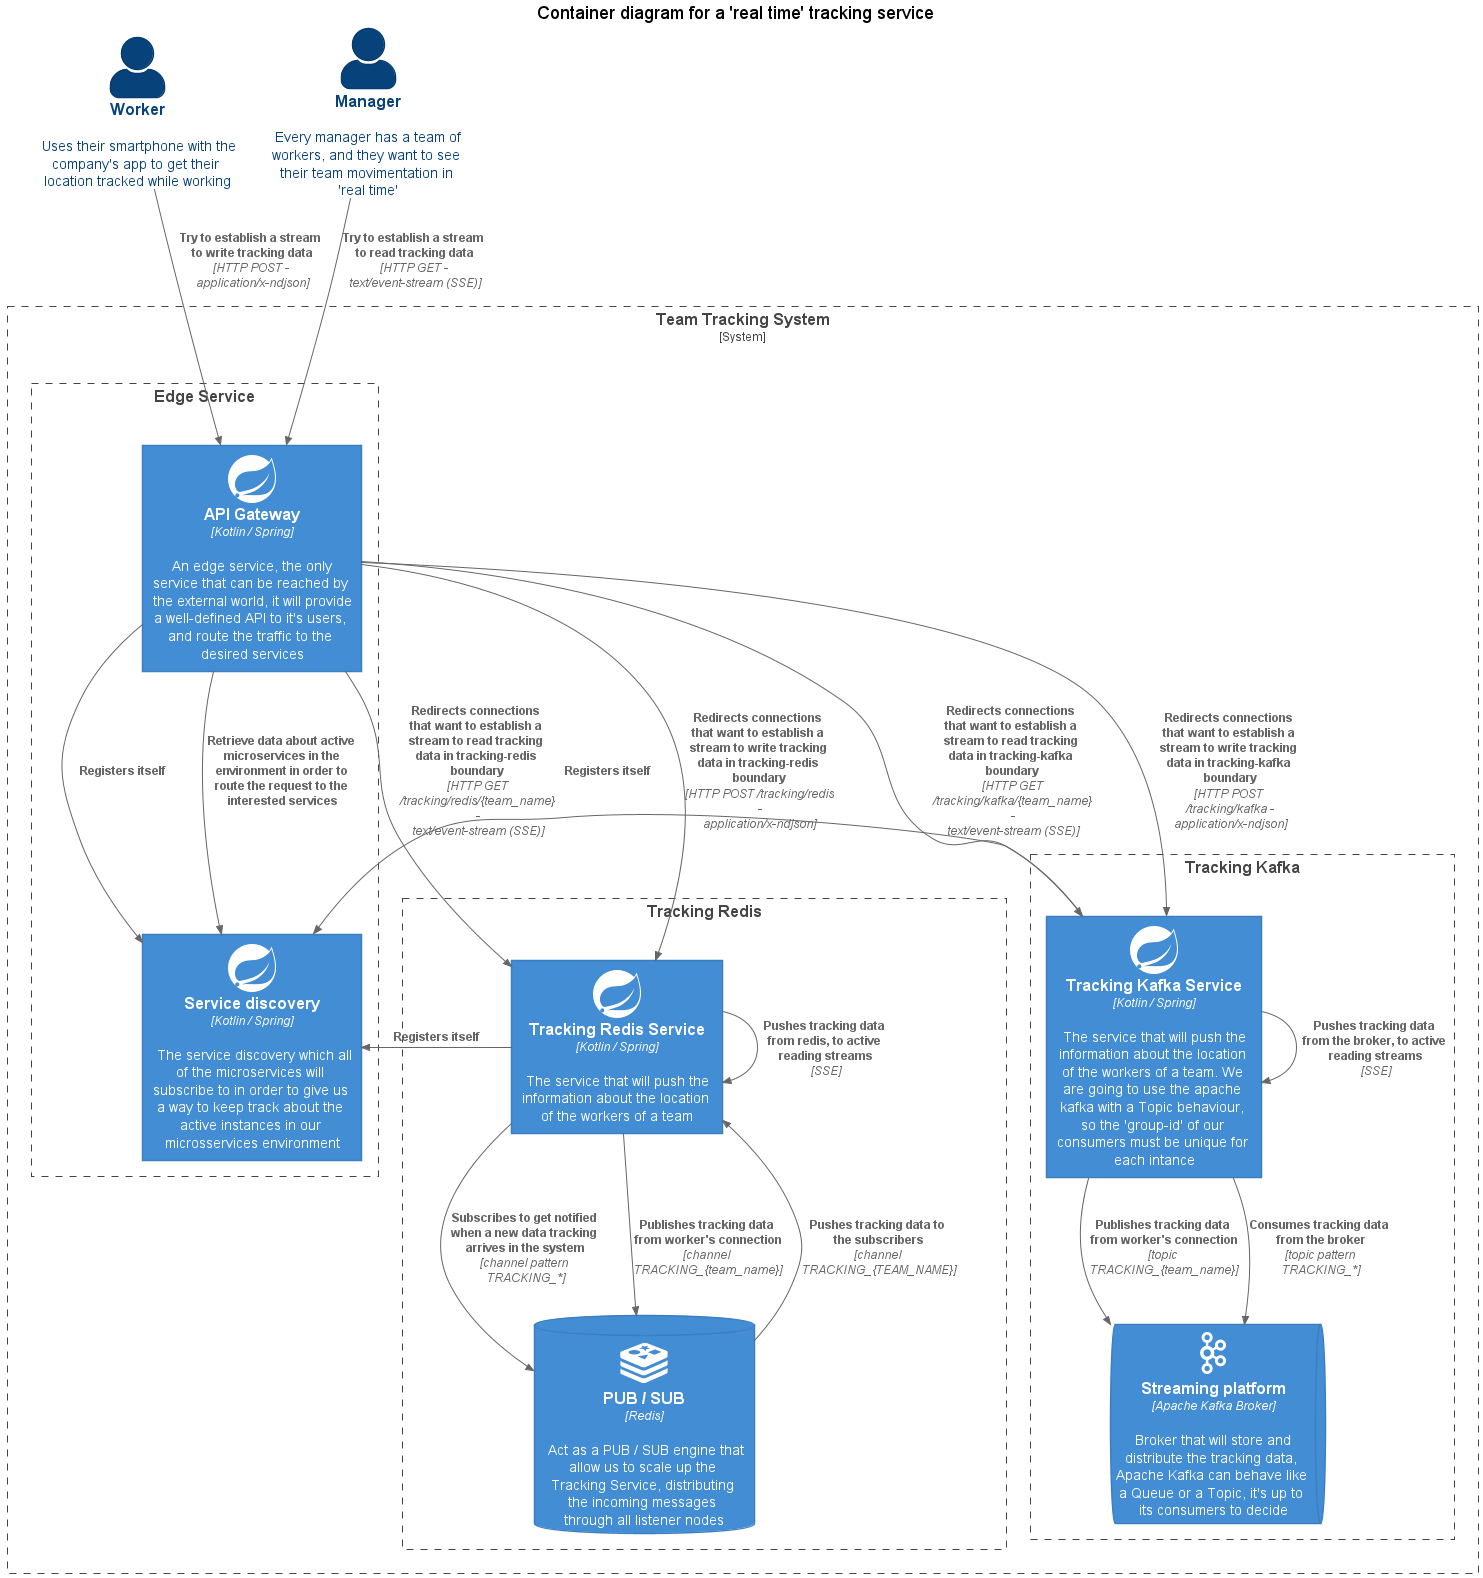 Container diagram for a 'real time' tracking service
Worker
Uses their smartphone with the
company's app to get their
location tracked while working
Manager
Every manager has a team of
workers, and they want to see
their team movimentation in
'real time'
Try to establish a stream
to write tracking data
[HTTP POST -
application/x-ndjson]
Try to establish a stream
to read tracking data
[HTTP GET -
text/event-stream (SSE)]
Team Tracking System
[System]
Edge Service
API Gateway
[Kotlin / Spring]
An edge service, the only
service that can be reached by
the external world, it will provide
a well-defined API to it's users,
and route the traffic to the
desired services
Registers itself
Retrieve data about active
microservices in the
environment in order to
route the request to the
interested services
Redirects connections
that want to establish a
stream to read tracking
data in tracking-redis
boundary
[HTTP GET
/tracking/redis/{team_name}
-
text/event-stream (SSE)]
Registers itself
Redirects connections
that want to establish a
stream to write tracking
data in tracking-redis
boundary
[HTTP POST /tracking/redis
-
application/x-ndjson]
Redirects connections
that want to establish a
stream to read tracking
data in tracking-kafka
boundary
[HTTP GET
/tracking/kafka/{team_name}
-
text/event-stream (SSE)]
Redirects connections
that want to establish a
stream to write tracking
data in tracking-kafka
boundary
[HTTP POST
/tracking/kafka -
application/x-ndjson]
Service discovery
[Kotlin / Spring]
The service discovery which all
of the microservices will
subscribe to in order to give us
a way to keep track about the
active instances in our
microsservices environment
Registers itself
Tracking Redis
Tracking Redis Service
[Kotlin / Spring]
The service that will push the
information about the location
of the workers of a team
Pushes tracking data
from redis, to active
reading streams
[SSE]
Tracking Kafka
Tracking Kafka Service
[Kotlin / Spring]
The service that will push the
information about the location
of the workers of a team. We
are going to use the apache
kafka with a Topic behaviour,
so the 'group-id' of our
consumers must be unique for
each intance
Pushes tracking data
from the broker, to active
reading streams
[SSE]
Subscribes to get notified
when a new data tracking
arrives in the system
[channel pattern
TRACKING_*]
Publishes tracking data
from worker's connection
[channel
TRACKING_{team_name}]
Pushes tracking data to
the subscribers
[channel
TRACKING_{TEAM_NAME}]
Publishes tracking data
from worker's connection
[topic
TRACKING_{team_name}]
Consumes tracking data
from the broker
[topic pattern
TRACKING_*]
PUB / SUB
[Redis]
Act as a PUB / SUB engine that
allow us to scale up the
Tracking Service, distributing
the incoming messages
through all listener nodes
Streaming platform
[Apache Kafka Broker]
Broker that will store and
distribute the tracking data,
Apache Kafka can behave like
a Queue or a Topic, it's up to
its consumers to decide